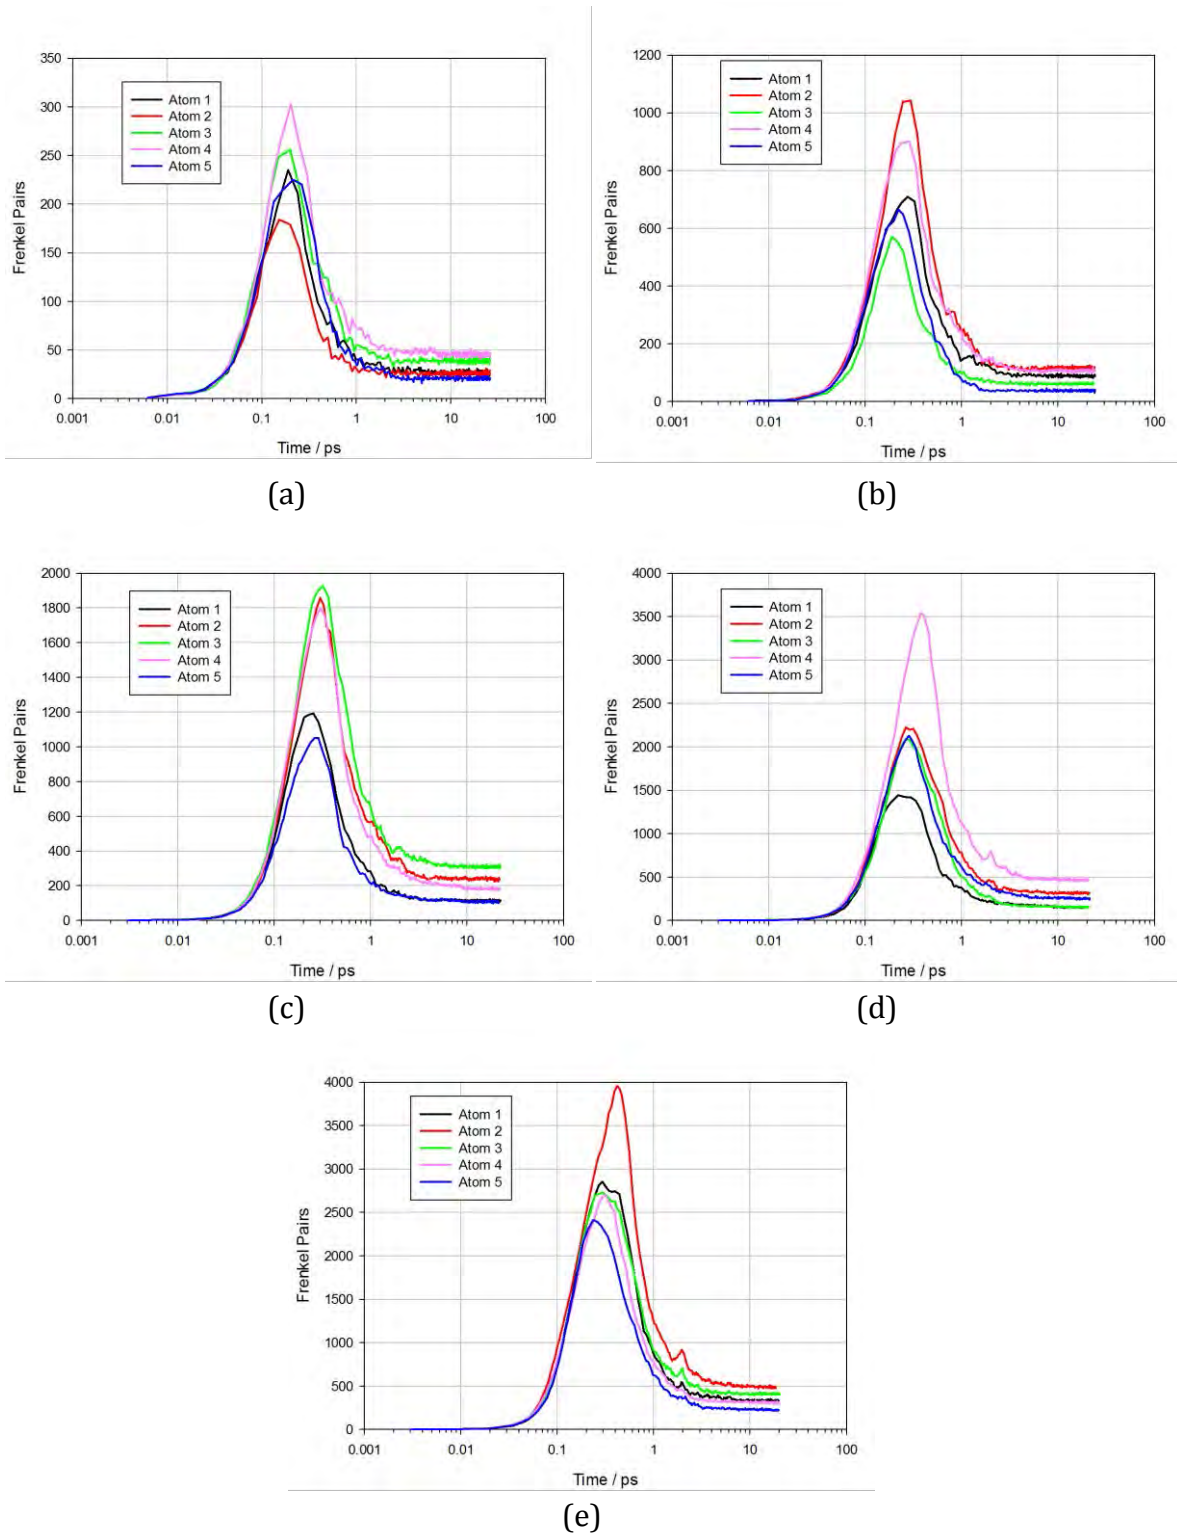 350
300
250
200
150
100
50
0
Frenkel Pairs
Atom 1
Atom 2
Atom 3
Atom 4
Atom 5
0.001 0.01 0.1 1 10 100
Time / ps
(a)
1200
1000
800
600
400
200
0
Frenkel Pairs
Atom 1
Atom 2
Atom 3
Atom 4
Atom 5
0.001 0.01 0.1 1 10 100
Time / ps
(b)
2000
1800
1600
1400
1200
1000
800
600
400
200
0
Frenkel Pairs
Atom 1
Atom 2
Atom 3
Atom 4
Atom 5
0.001 0.01 0.1 1 10 100
Time / ps
(c)
4000
3500
3000
2500
2000
1500
1000
500
0
Frenkel Pairs
Atom 1
Atom 2
Atom 3
Atom 4
Atom 5
0.001 0.01 0.1 1 10 100
Time / ps
(d)
4000
3500
3000
2500
2000
1500
1000
500
0
Frenkel Pairs
Atom 1
Atom 2
Atom 3
Atom 4
Atom 5
0.001 0.01 0.1 1 10 100
Time / ps
(e)